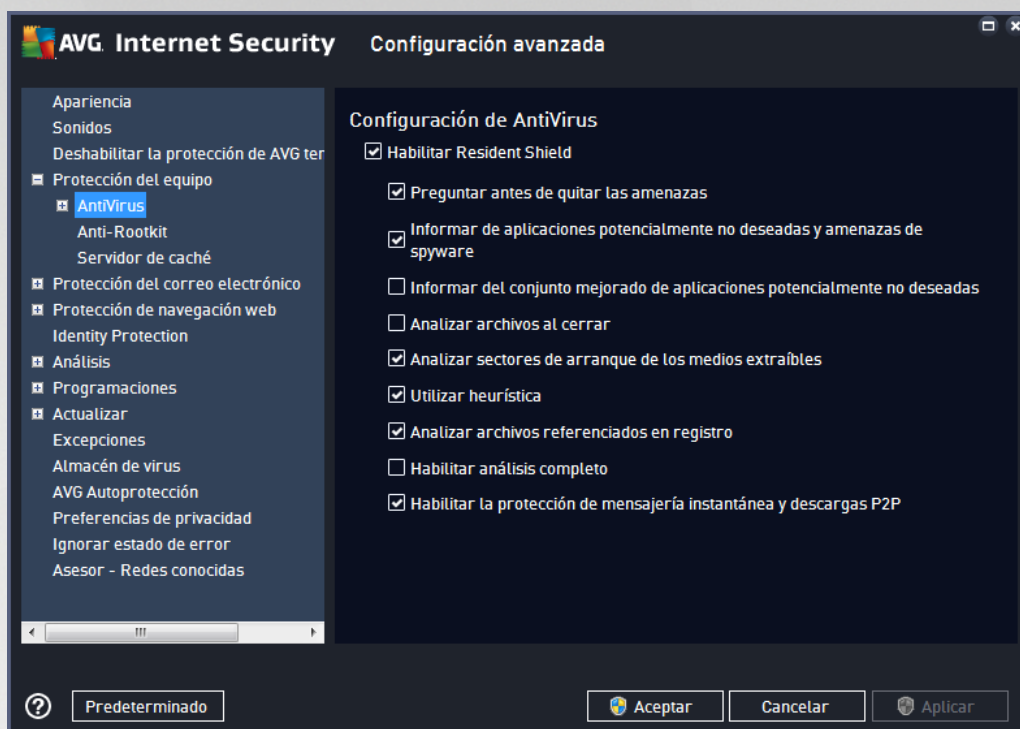 AVG. Internet Security
Configuración avanzada
Apariencia
Sonidos
Deshabilitar la protección de AVG ter
Protección del equipo
AntiVirus
Anti-Rootkit
Servidor de caché
Protección del correo electrónico
Protección de navegación web
Identity Protection
Análisis
Programaciones
Actualizar
Excepciones
Almacén de virus
AVG Autoprotección
Preferencias de privacidad
Ignorar estado de error
Asesor - Redes conocidas
Configuración de AntiVirus
Habilitar Resident Shield
Preguntar antes de quitar las amenazas
Informar de aplicaciones potencialmente no deseadas y amenazas de
spyware
Informar del conjunto mejorado de aplicaciones potencialmente no deseadas
Analizar archivos al cerrar
Analizar sectores de arranque de los medios extraíbles
Utilizar heurística
Analizar archivos referenciados en registro
Habilitar análisis completo
Habilitar la protección de mensajería instantánea y descargas P2P
Predeterminado
Aceptar
Cancelar
Aplicar